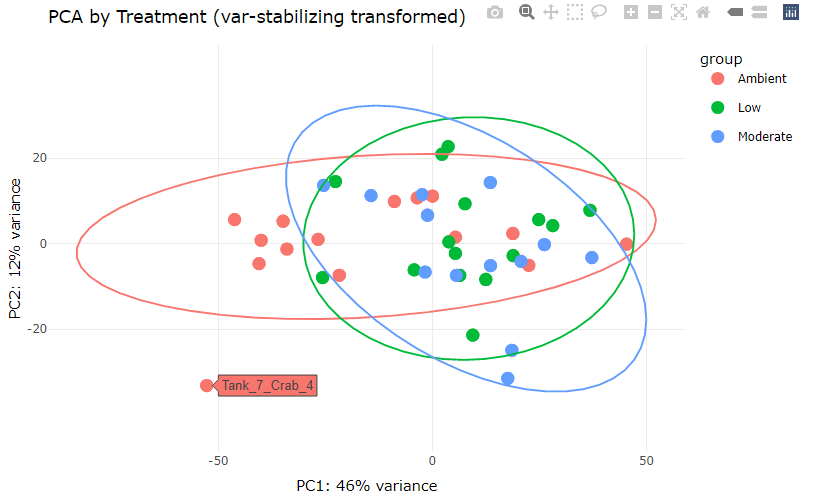 PCA by Treatment (var-stabilizing transformed)
group
Ambient
Low
Moderate
PC2: 12% variance
20
0
-20
Tank_7_Crab_4
-50
0
50
PC1: 46% variance